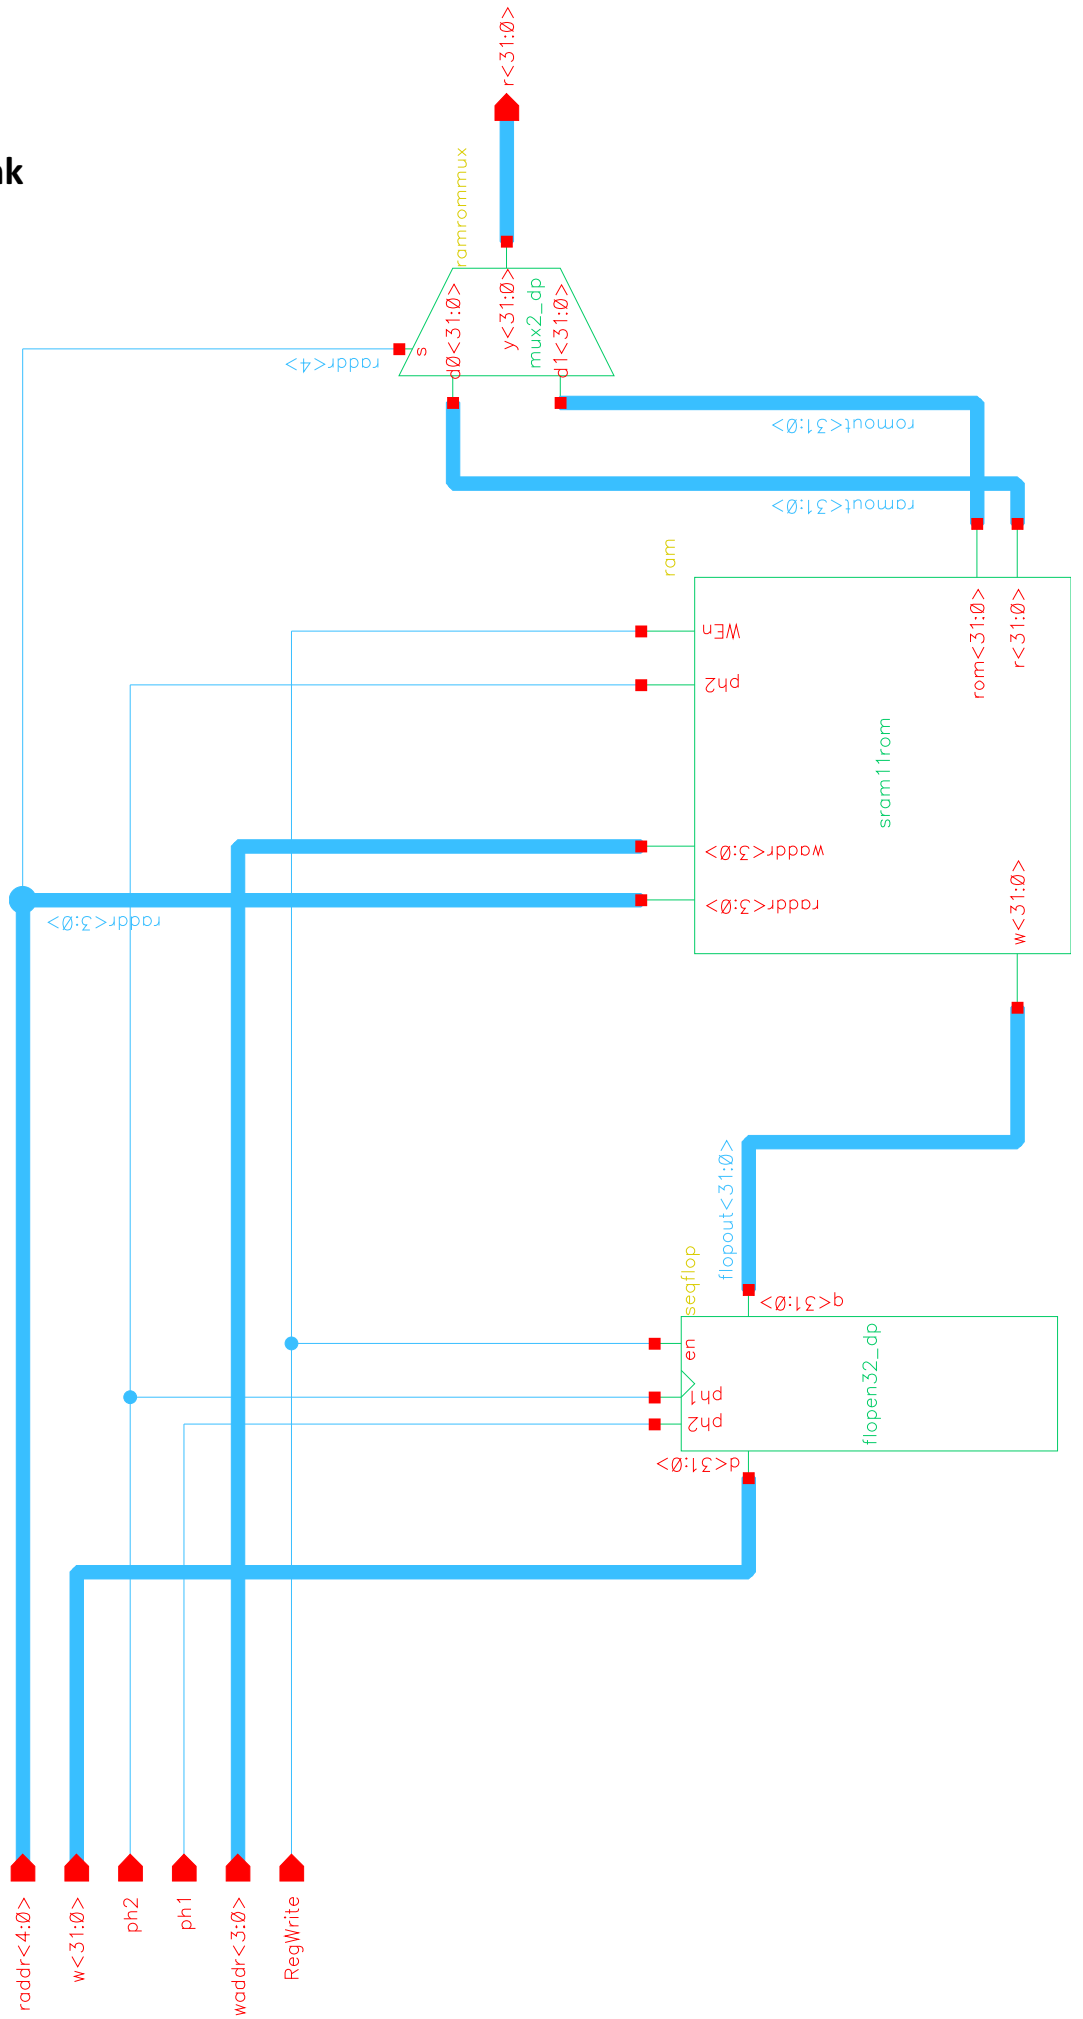 nk
r<31:0>
ramrommux
s
d0<31:0>
y<31:0>
mux2_dp
d1<31:0>
raddr<4>
romout<31:0>
ramout<31:0>
ram
WEn
ph2
rom<31:0>
r<31:0>
sram11rom
waddr<3:0>
raddr<3:0>
w<31:0>
raddr<3:0>
flopout<31:0>
seqflop
q<31:0>
en
ph1
ph2
flopen32_dp
d<31:0>
raddr<4:0>
w<31:0>
ph2
ph1
waddr<3:0>
RegWrite